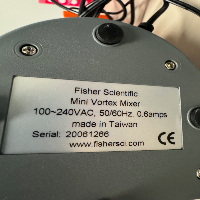 Fisher Scientific
Mini Vortex Mixer
100~240VAC, 50/60Hz, 0.6amps
made in Taiwan
Serial: 20061266
www.fishersci.com
CE